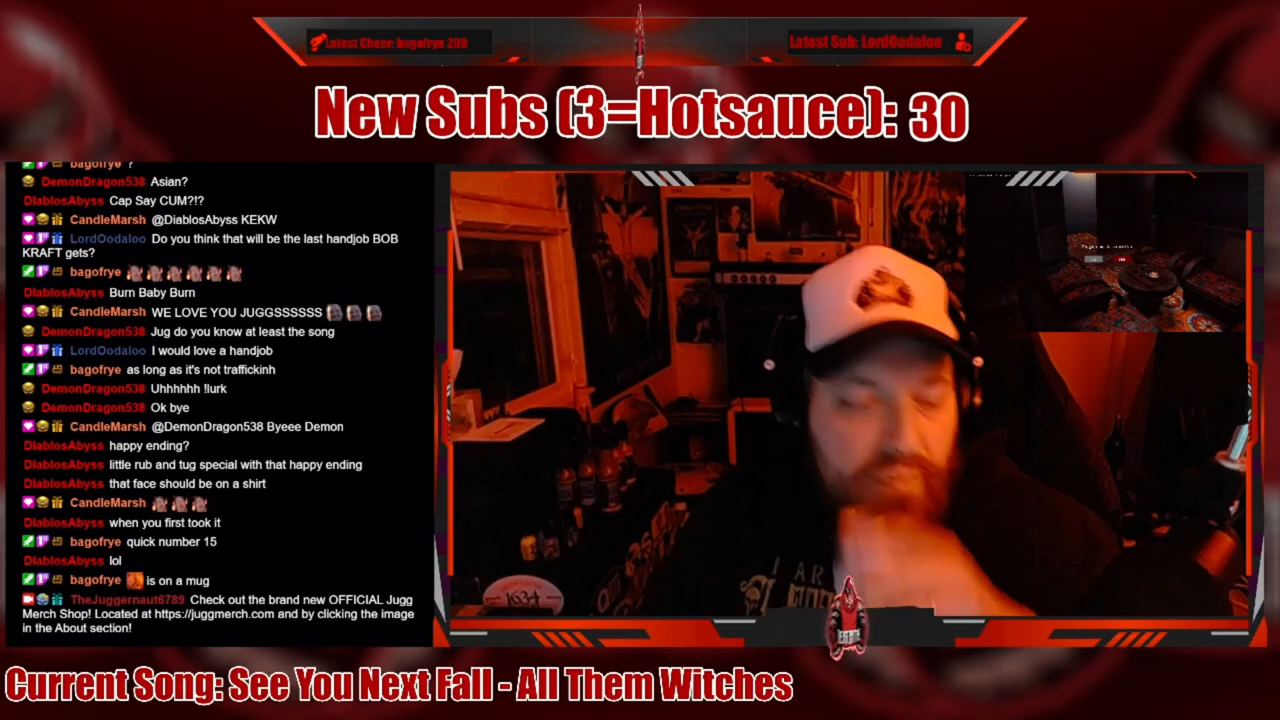 Latest Cheer: bagofrye 200
Latest Sub: LordOodaloo
New Subs (3=Hotsauce): 30
bagofrye ?
DemonDragon538 Asian?
DiablosAbyss Cap Say CUM?!?
CandleMarsh @DiablosAbyss KEKW
LordOodaloo Do you think that will be the last handjob BOB
KRAFT gets?
bagofrye
DiablosAbyss Burn Baby Burn
CandleMarsh WE LOVE YOU JUGGSSSSSS
DemonDragon538 Jug do you know at least the song
LordOodaloo I would love a handjob
bagofrye as long as it's not traffickinh
DemonDragon538 Uhhhhhh !lurk
DemonDragon538 Ok bye
CandleMarsh @DemonDragon538 Byeee Demon
DiablosAbyss happy ending?
DiablosAbyss little rub and tug special with that happy ending
DiablosAbyss that face should be on a shirt
CandleMarsh
DiablosAbyss when you first took it
bagofrye quick number 15
DiablosAbyss lol
bagofrye is on a mug
TheJuggernaut6789 Check out the brand new OFFICIAL Jugg
Merch Shop! Located at https://juggmerch.com and by clicking the image
in the About section!
1634
I AR
Current Song: See You Next Fall - All Them Witches